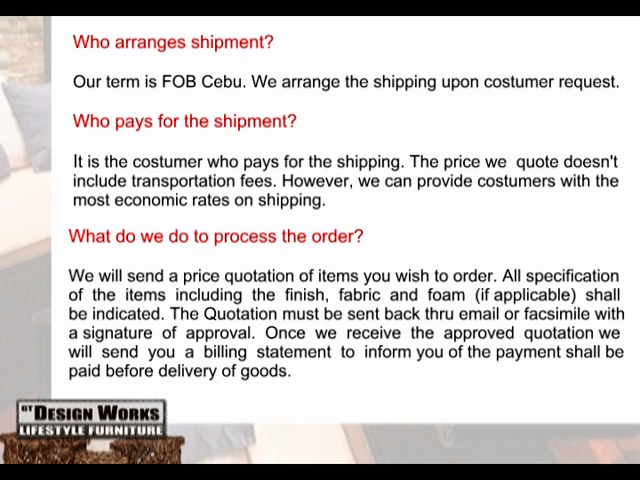 Who arranges shipment?
Our term is FOB Cebu. We arrange the shipping upon costumer request.
Who pays for the shipment?
It is the costumer who pays for the shipping. The price we quote doesn't
include transportation fees. However, we can provide costumers with the
most economic rates on shipping.
What do we do to process the order?
We will send a price quotation of items you wish to order. All specification
of the items including the finish, fabric and foam (if applicable) shall
be indicated. The Quotation must be sent back thru email or facsimile with
a signature of approval. Once we receive the approved quotation we
will send you a billing statement to inform you of the payment shall be
paid before delivery of goods.
GT DESIGN WORKS
LIFESTYLE FURNITURE